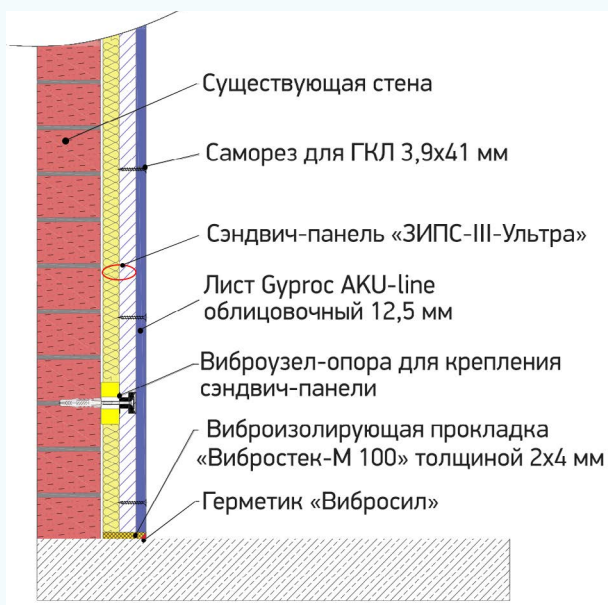 Существующая стена
Саморез для ГКЛ 3,9х41 мм
Сэндвич-панель «ЗИПС-III-Ультра»
Лист Gyproc AKU-line
облицовочный 12,5 мм
Виброузел-опора для крепления
сэндвич-панели
Виброизолирующая прокладка
«Вибростек-М 100» толщиной 2х4 мм
Герметик «Вибросил»